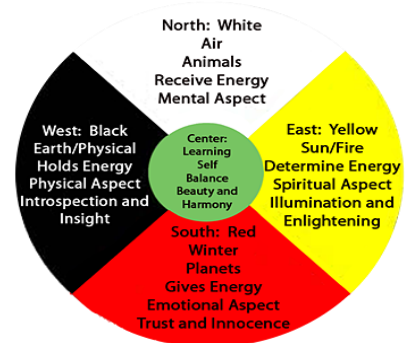 North: White
Air
Animals
Receive Energy
Mental Aspect
West: Black
Earth/Physical
Holds Energy
Physical Aspect
Introspection and
Insight
Center:
Learning
Self
Balance
Beauty and
Harmony
East: Yellow
Sun/Fire
Determine Energy
Spiritual Aspect
Illumination and
Enlightening
South: Red
Winter
Planets
Gives Energy
Emotional Aspect
Trust and Innocence